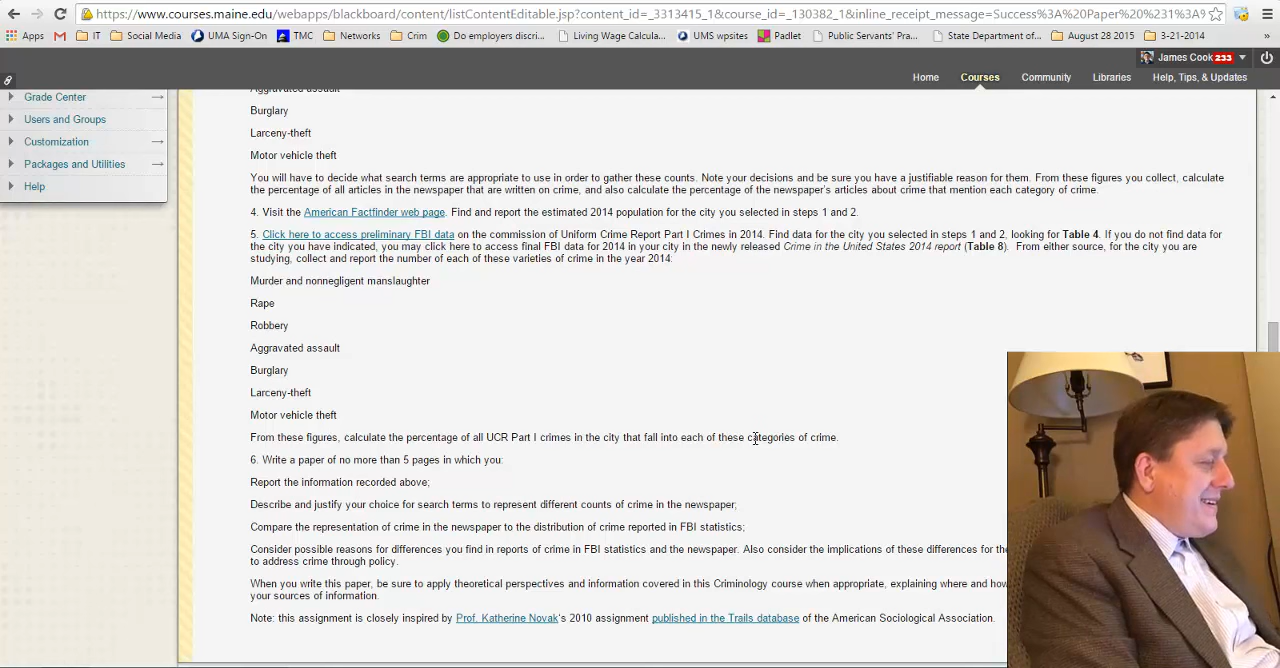 https://www.courses.maine.edu/webapps/blackboard/content/listContentEditable.jsp?content_id=_3313415_1&course_id=_130382_1&inline_receipt_message=Success%3A%20Paper%20%231%3A%9
Apps IT Social Media UMA Sign-On TMC Networks Crim Do employers discri... Living Wage Calcula... UMS wpsites Padlet Public Servants' Pra... State Department of... August 28 2015 3-21-2014 »
James Cook 233
Home Courses Community Libraries Help, Tips, & Updates
Grade Center
Users and Groups
Customization
Packages and Utilities
Help
Aggravated assault
Burglary
Larceny-theft
Motor vehicle theft
You will have to decide what search terms are appropriate to use in order to gather these counts. Note your decisions and be sure you have a justifiable reason for them. From these figures you collect, calculate
the percentage of all articles in the newspaper that are written on crime, and also calculate the percentage of the newspaper's articles about crime that mention each category of crime.
4. Visit the American Factfinder web page. Find and report the estimated 2014 population for the city you selected in steps 1 and 2.
5. Click here to access preliminary FBI data on the commission of Uniform Crime Report Part I Crimes in 2014. Find data for the city you selected in steps 1 and 2, looking for Table 4. If you do not find data for
the city you have indicated, you may click here to access final FBI data for 2014 in your city in the newly released Crime in the United States 2014 report (Table 8). From either source, for the city you are
studying, collect and report the number of each of these varieties of crime in the year 2014:
Murder and nonnegligent manslaughter
Rape
Robbery
Aggravated assault
Burglary
Larceny-theft
Motor vehicle theft
From these figures, calculate the percentage of all UCR Part I crimes in the city that fall into each of these categories of crime.
6. Write a paper of no more than 5 pages in which you:
Report the information recorded above;
Describe and justify your choice for search terms to represent different counts of crime in the newspaper;
Compare the representation of crime in the newspaper to the distribution of crime reported in FBI statistics;
Consider possible reasons for differences you find in reports of crime in FBI statistics and the newspaper. Also consider the implications of these differences for the
to address crime through policy.
When you write this paper, be sure to apply theoretical perspectives and information covered in this Criminology course when appropriate, explaining where and how
your sources of information.
Note: this assignment is closely inspired by Prof. Katherine Novak's 2010 assignment published in the Trails database of the American Sociological Association.